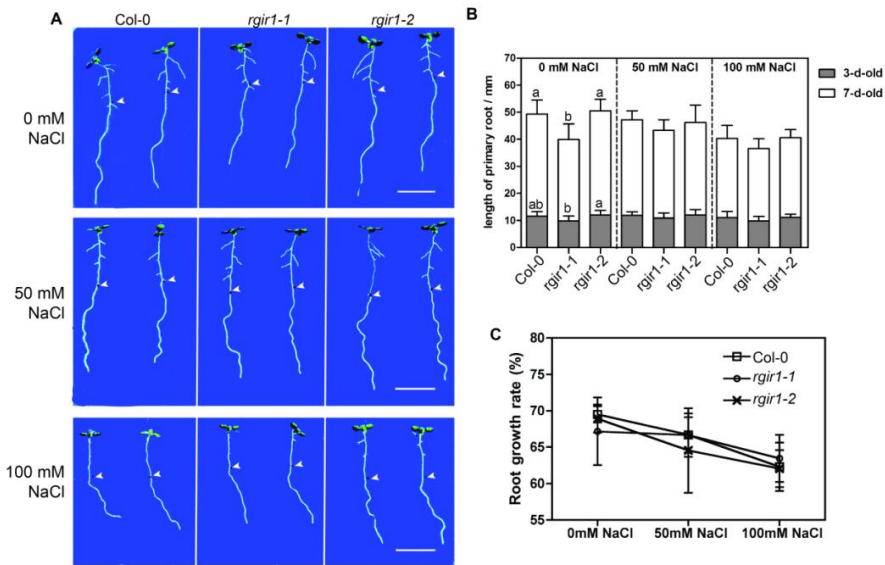 A
Col-0
rgir1-1
rgir1-2
0 mM
NaCl
50 mM
NaCl
100 mM
NaCl
B
length of primary root / mm
70
60
50
40
30
20
10
0
0 mM NaCl
50 mM NaCl
100 mM NaCl
a
b
a
ab
b
a
Col-0
rgir1-1
rgir1-2
Col-0
rgir1-1
rgir1-2
Col-0
rgir1-1
rgir1-2
3-d-old
7-d-old
C
Root growth rate (%)
80
75
70
65
60
55
Col-0
rgir1-1
rgir1-2
0mM NaCl
50mM NaCl
100mM NaCl